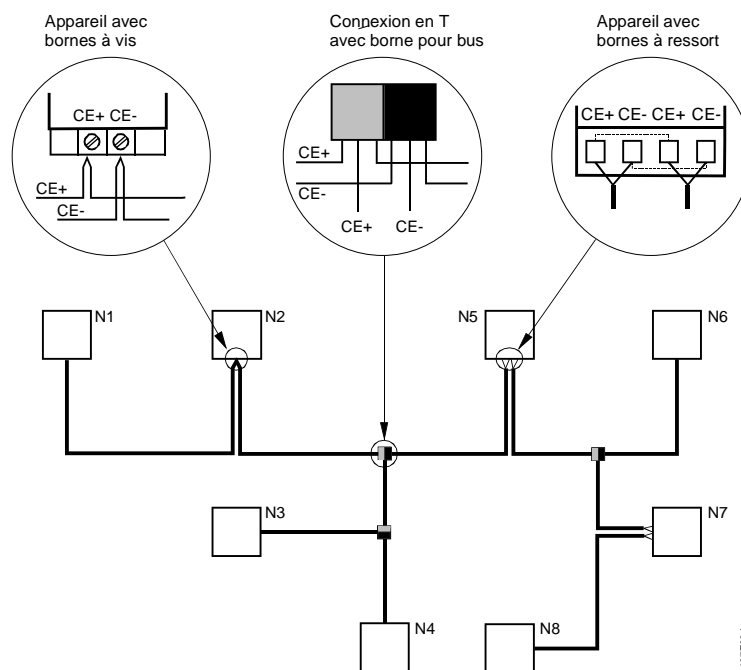 Appareil avec
bornes à vis
Connexion en T
avec borne pour bus
Appareil avec
bornes à ressort
CE+ CE-
CE+
CE-
CE+
CE-
CE+ CE-
CE+ CE- CE+ CE-
N1
N2
N5
N6
N3
N7
N4
N8